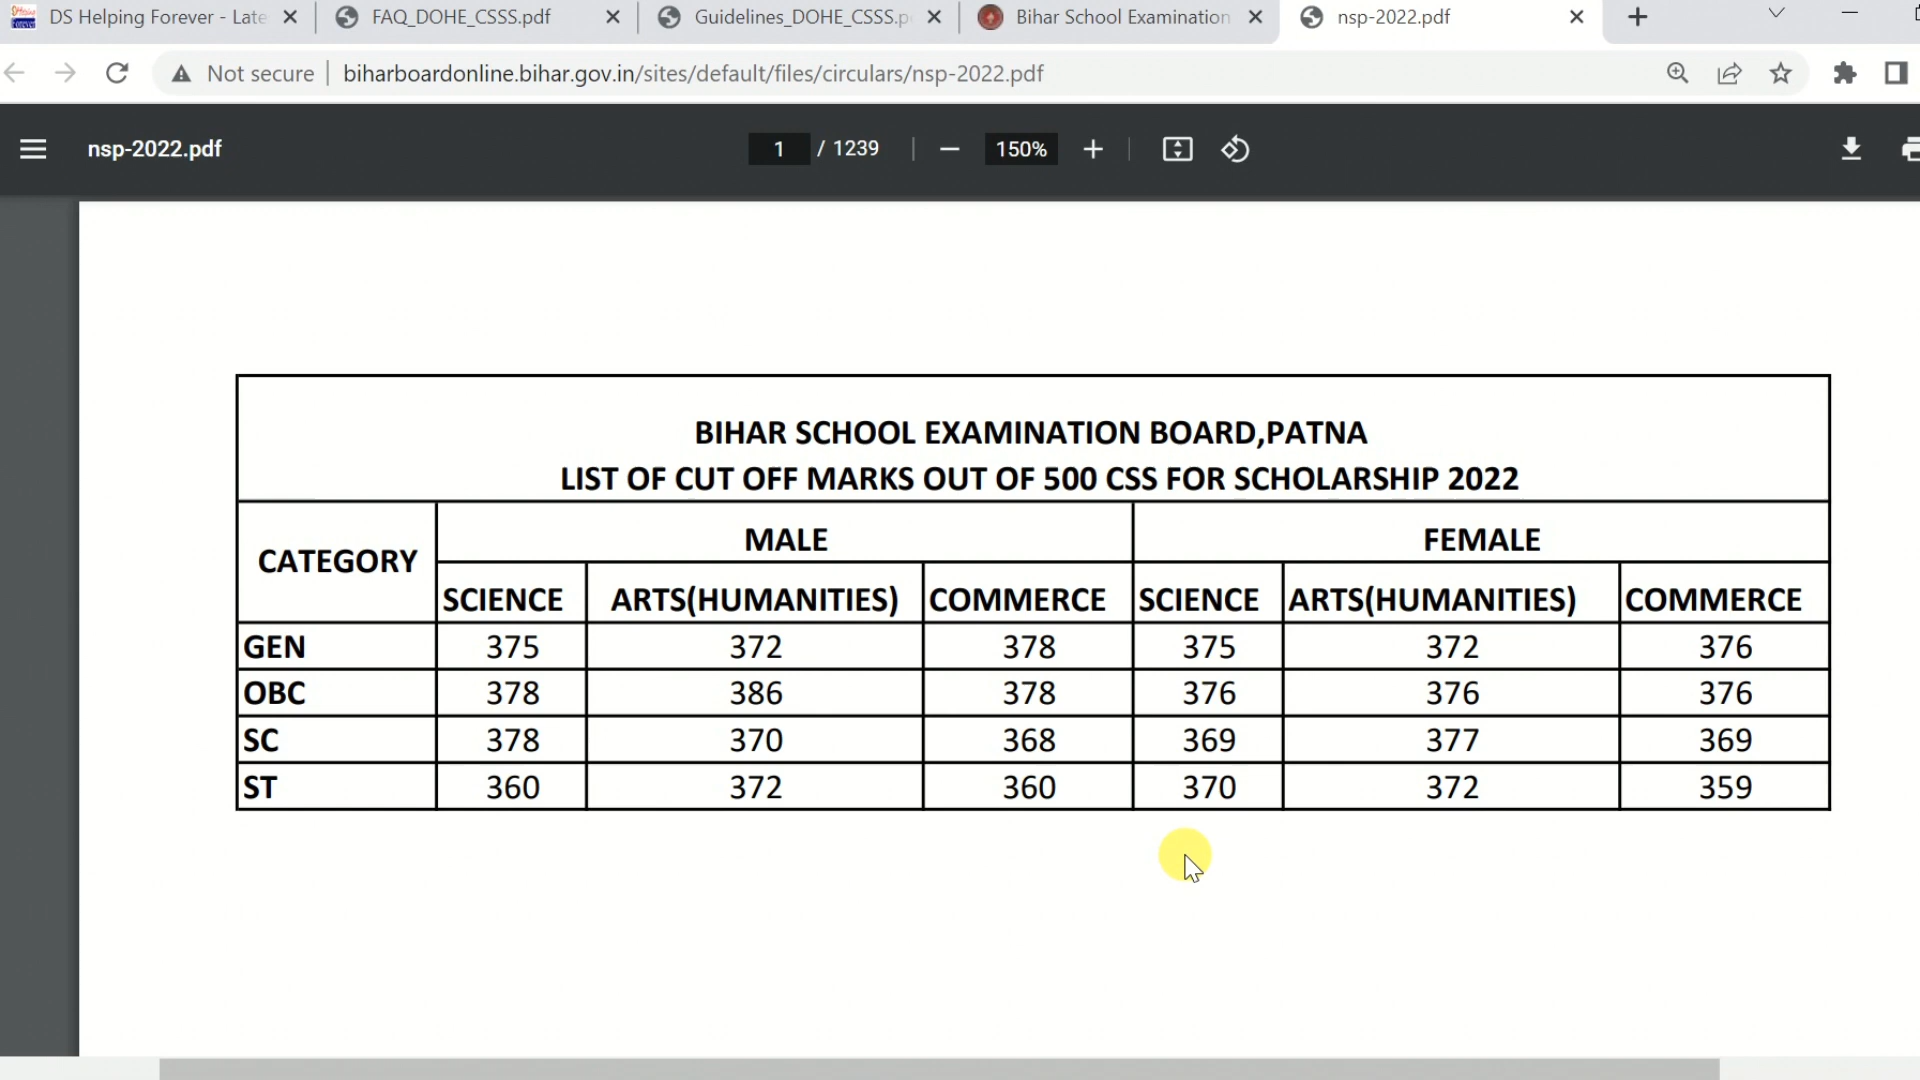 DS Helping Forever - Late
FAQ_DOHE_CSSS.pdf
Guidelines_DOHE_CSSS.p
Bihar School Examination
nsp-2022.pdf
Not secure
biharboardonline.bihar.gov.in/sites/default/files/circulars/nsp-2022.pdf
nsp-2022.pdf
1 / 1239
150%
BIHAR SCHOOL EXAMINATION BOARD,PATNA
LIST OF CUT OFF MARKS OUT OF 500 CSS FOR SCHOLARSHIP 2022
CATEGORY MALE FEMALE
SCIENCE ARTS(HUMANITIES) COMMERCE SCIENCE ARTS(HUMANITIES) COMMERCE
GEN 375 372 378 375 372 376
OBC 378 386 378 376 376 376
SC 378 370 368 369 377 369
ST 360 372 360 370 372 359